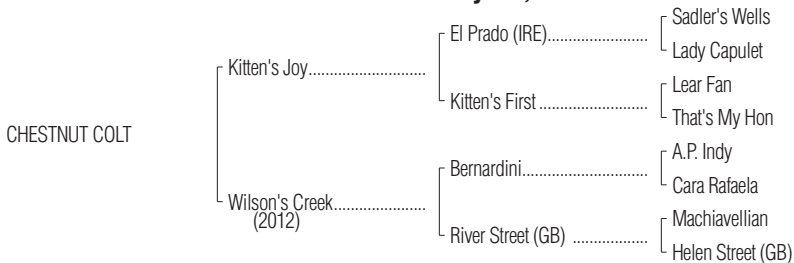 Sadler's Wells
El Prado (IRE)
Lady Capulet
Kitten's Joy
Lear Fan
Kitten's First
That's My Hon
CHESTNUT COLT
A.P. Indy
Bernardini
Cara Rafaela
Wilson's Creek
(2012)
Machiavellian
River Street (GB)
Helen Street (GB)